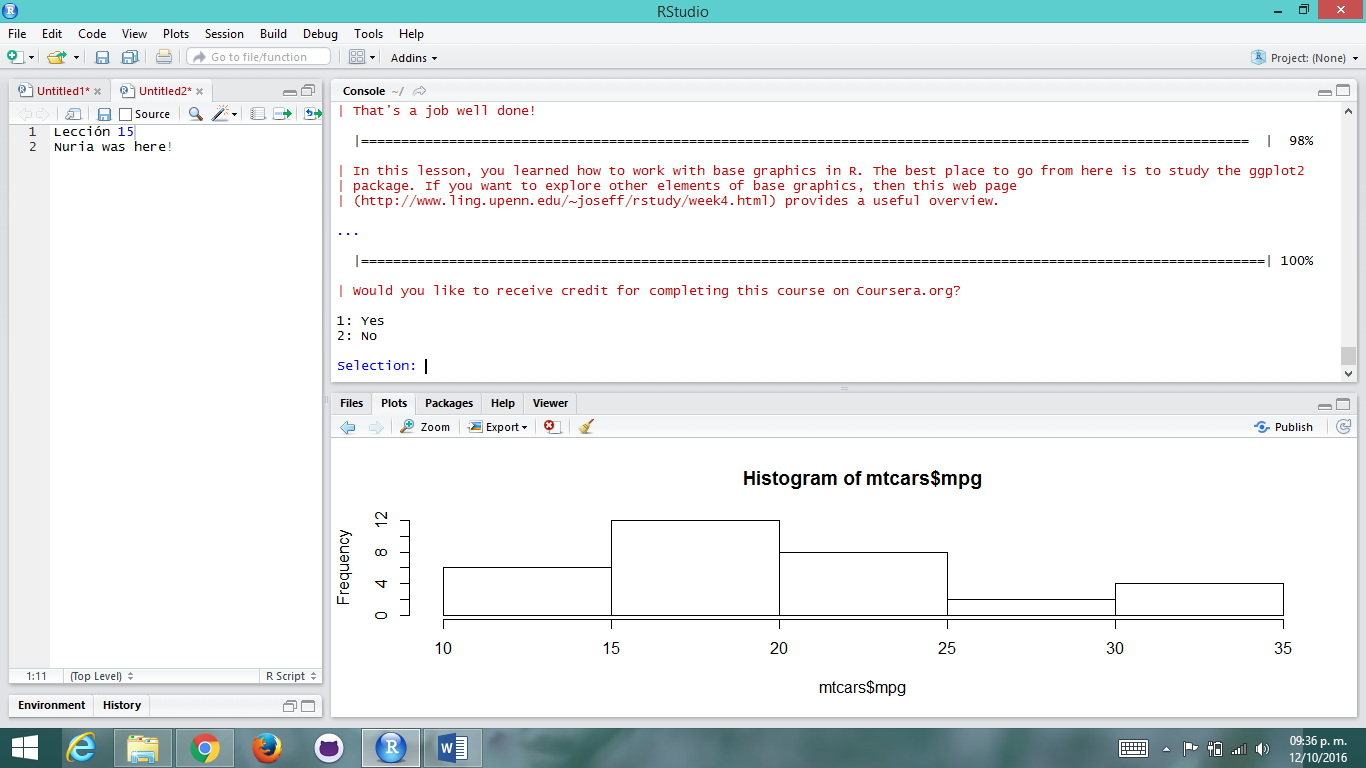 RStudio
File Edit Code View Plots Session Build Debug Tools Help
Go to file/function Addins Project: (None)
Untitled1* Untitled2*
Source
1 Lección 15
2 Nuria was here!
1:11 (Top Level) R Script
Environment History
Console ~/
| That's a job well done!
|================================================================================================================ | 98%
| In this lesson, you learned how to work with base graphics in R. The best place to go from here is to study the ggplot2
| package. If you want to explore other elements of base graphics, then this web page
| (http://www.ling.upenn.edu/~joseff/rstudy/week4.html) provides a useful overview.
...
|==================================================================================================================| 100%
| Would you like to receive credit for completing this course on Coursera.org?
1: Yes
2: No
Selection:
Files Plots Packages Help Viewer
Zoom Export Publish
Histogram of mtcars$mpg
Frequency
0 4 8 12
10 15 20 25 30 35
mtcars$mpg
09:36 p. m.
12/10/2016